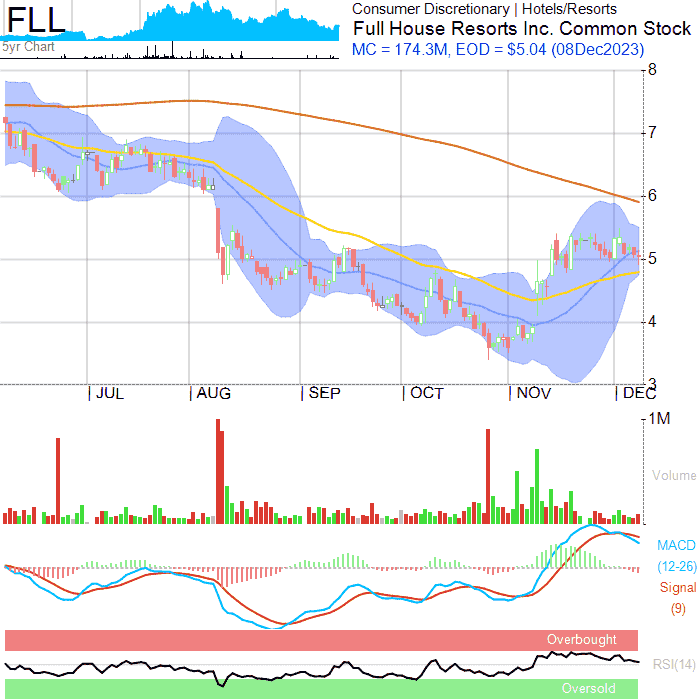 FLL
5yr Chart
Consumer Discretionary | Hotels/Resorts
Full House Resorts Inc. Common Stock
MC = 174.3M, EOD = $5.04 (08Dec2023)
8
7
6
5
4
3
JUL AUG SEP OCT NOV DEC
1M
Volume
MACD
(12-26)
Signal
(9)
Overbought
RSI(14)
Oversold